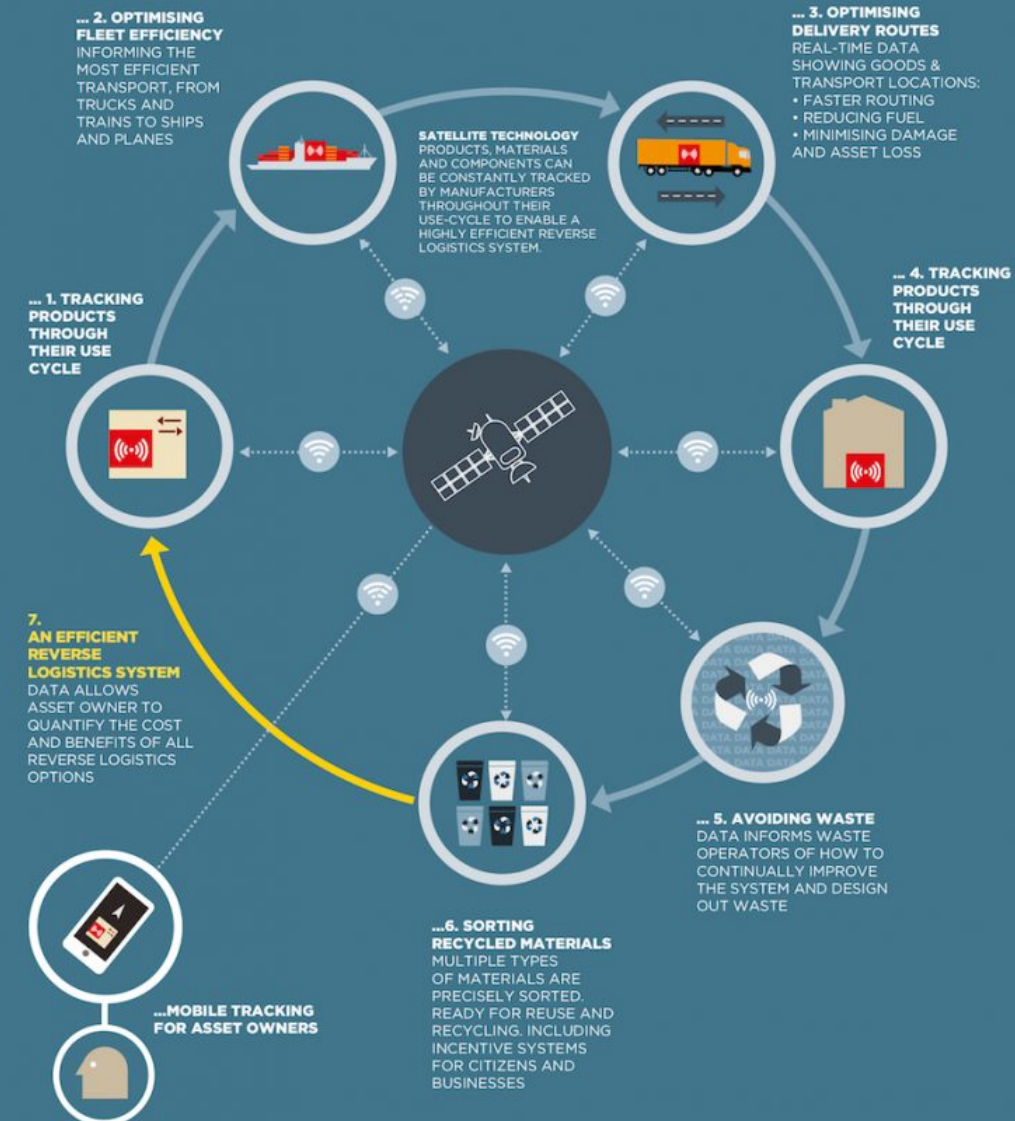 ... 2. OPTIMISING
FLEET EFFICIENCY
INFORMING THE
MOST EFFICIENT
TRANSPORT, FROM
TRUCKS AND
TRAINS TO SHIPS
AND PLANES
SATELLITE TECHNOLOGY
PRODUCTS, MATERIALS
AND COMPONENTS CAN
BE CONSTANTLY TRACKED
BY MANUFACTURERS
THROUGHOUT THEIR
USE-CYCLE TO ENABLE A
HIGHLY EFFICIENT REVERSE
LOGISTICS SYSTEM.
... 3. OPTIMISING
DELIVERY ROUTES
REAL-TIME DATA
SHOWING GOODS &
TRANSPORT LOCATIONS:
• FASTER ROUTING
• REDUCING FUEL
• MINIMISING DAMAGE
AND ASSET LOSS
... 1. TRACKING
PRODUCTS
THROUGH
THEIR USE
CYCLE
... 4. TRACKING
PRODUCTS
THROUGH
THEIR USE
CYCLE
7.
AN EFFICIENT
REVERSE
LOGISTICS SYSTEM
DATA ALLOWS
ASSET OWNER TO
QUANTIFY THE COST
AND BENEFITS OF ALL
REVERSE LOGISTICS
OPTIONS
DATA DATA DATA
... 5. AVOIDING WASTE
DATA INFORMS WASTE
OPERATORS OF HOW TO
CONTINUALLY IMPROVE
THE SYSTEM AND DESIGN
OUT WASTE
...6. SORTING
RECYCLED MATERIALS
MULTIPLE TYPES
OF MATERIALS ARE
PRECISELY SORTED.
READY FOR REUSE AND
RECYCLING. INCLUDING
INCENTIVE SYSTEMS
FOR CITIZENS AND
BUSINESSES
...MOBILE TRACKING
FOR ASSET OWNERS